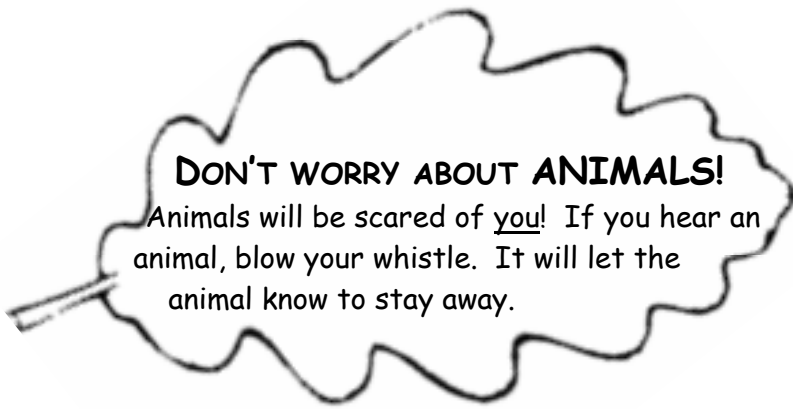 DON'T WORRY ABOUT ANIMALS!
Animals will be scared of you! If you hear an
animal, blow your whistle. It will let the
animal know to stay away.